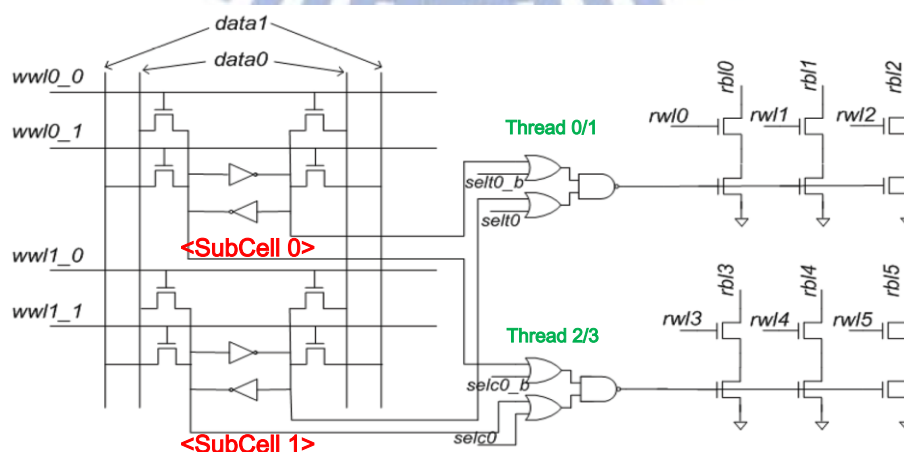 data1
data0
wwl0_0
wwl0_1
<SubCell 0>
wwl1_0
wwl1_1
<SubCell 1>
Thread 0/1
selt0_b
selt0
rwl0
rbl0
rwl1
rbl1
rwl2
rbl2
Thread 2/3
selc0_b
selc0
rwl3
rbl3
rwl4
rbl4
rwl5
rbl5